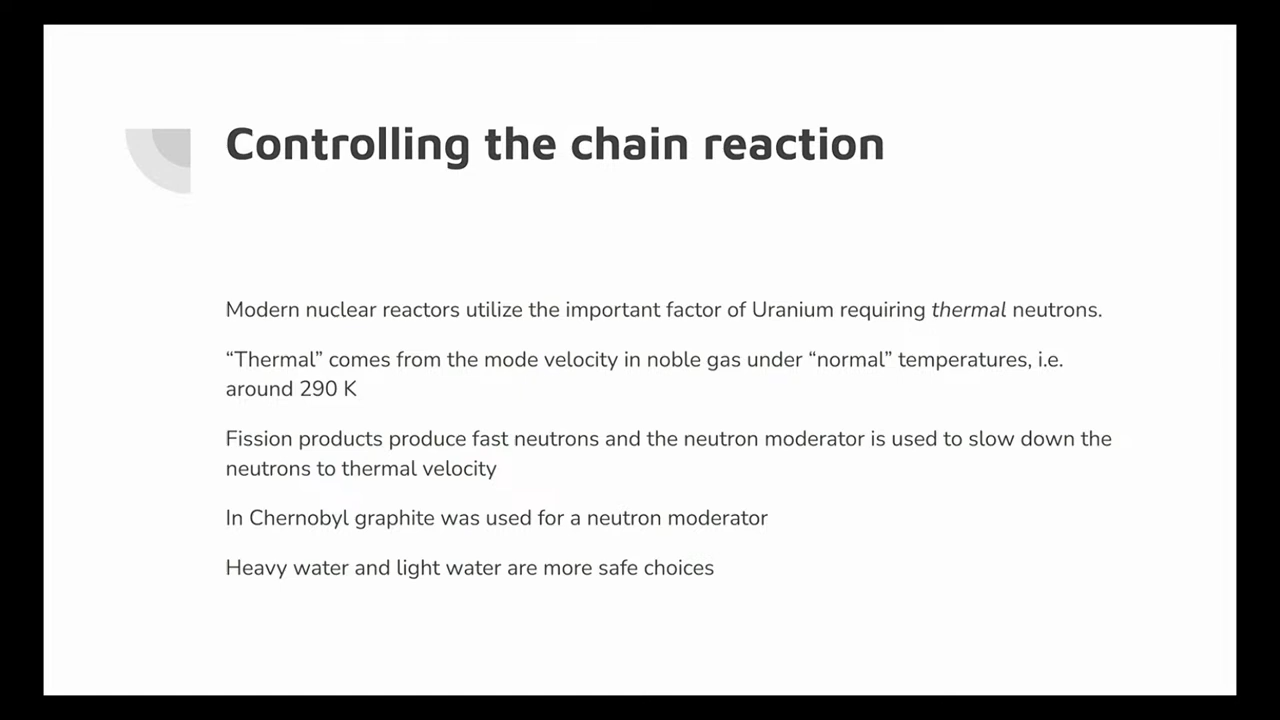 Controlling the chain reaction
Modern nuclear reactors utilize the important factor of Uranium requiring thermal neutrons.
“Thermal” comes from the mode velocity in noble gas under “normal” temperatures, i.e.
around 290 K
Fission products produce fast neutrons and the neutron moderator is used to slow down the
neutrons to thermal velocity
In Chernobyl graphite was used for a neutron moderator
Heavy water and light water are more safe choices